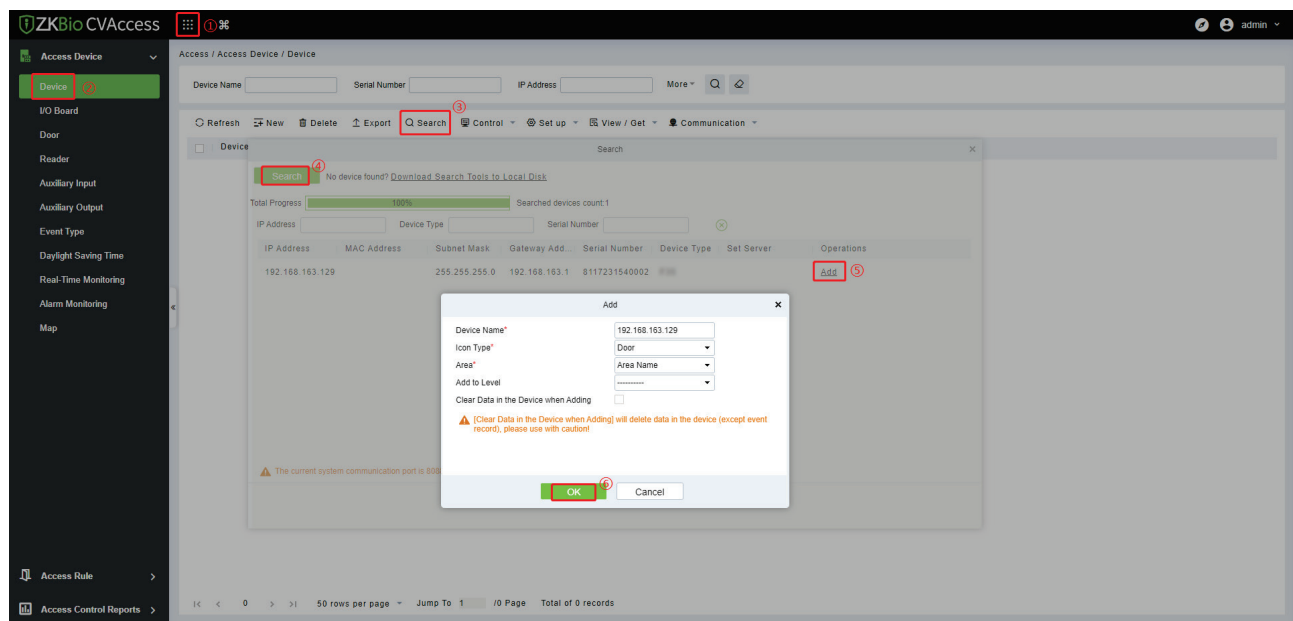 ZKBio CVAccess ① ⌘ admin
Access Device
Access / Access Device / Device
Device ②
Device Name Serial Number IP Address More
I/O Board
③
Refresh New Delete Export Search Control Set up View / Get Communication
Door
Device
Search ×
Reader
④
Search No device found? Download Search Tools to Local Disk
Auxiliary Input
Total Progress 100% Searched devices count:1
Auxiliary Output
IP Address Device Type Serial Number
Event Type
IP Address MAC Address Subnet Mask Gateway Add... Serial Number Device Type Set Server Operations
Daylight Saving Time
192.168.163.129 255.255.255.0 192.168.163.1 8117231540002 Add ⑤
Real-Time Monitoring
Alarm Monitoring
Map
Add ×
Device Name* 192.168.163.129
Icon Type* Door
Area* Area Name
Add to Level ----------
Clear Data in the Device when Adding
[Clear Data in the Device when Adding] will delete data in the device (except event
record), please use with caution!
The current system communication port is
OK ⑥ Cancel
Access Rule
Access Control Reports
0 50 rows per page Jump To 1 /0 Page Total of 0 records